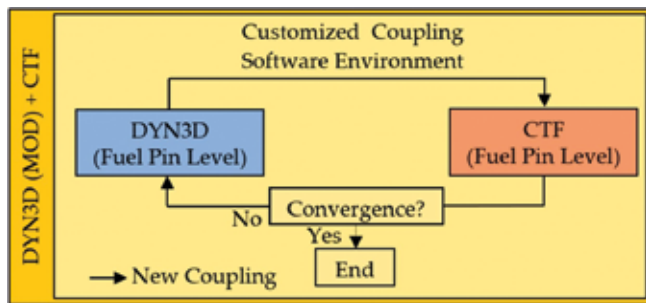 DYN3D (MOD) + CTF
Customized Coupling
Software Environment
DYN3D
(Fuel Pin Level)
CTF
(Fuel Pin Level)
Convergence?
No
Yes
End
New Coupling